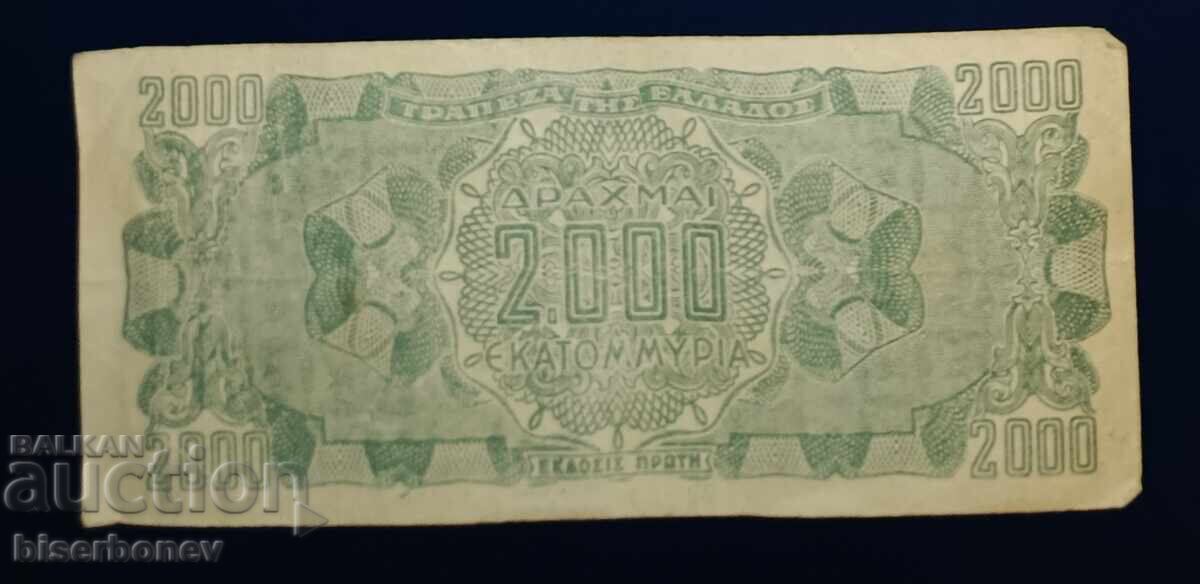 2000 2000
ΤΡΑΠΕΖΑ ΤΗΣ ΕΛΛΑΔΟΣ
ΔΡΑΧΜΑΙ
2.000
ΕΚΑΤΟΜΜΥΡΙΑ
2000 2000
ΕΚΔΟΣΙΣ ΠΡΩΤΗ
BALKAN
auction
biserbonev